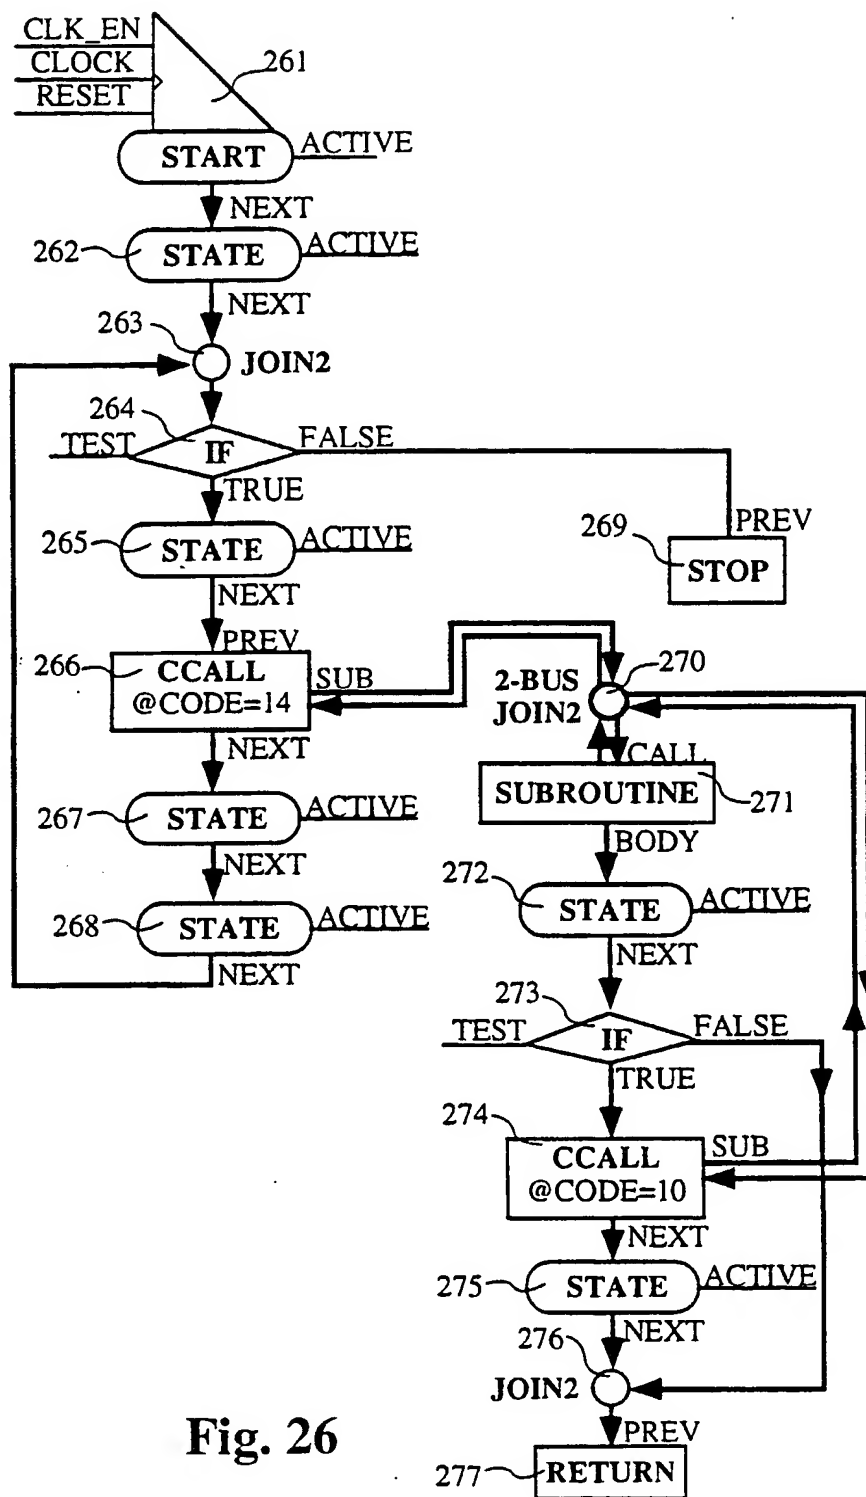 CLK_EN
CLOCK
RESET
261
START ACTIVE
NEXT
262 STATE ACTIVE
NEXT
263 JOIN2
264
TEST IF FALSE
TRUE
265 STATE ACTIVE
NEXT
PREV
269 STOP
PREV
266 CCALL SUB
@CODE=14
NEXT
2-BUS 270
JOIN2
CALL
SUBROUTINE 271
BODY
267 STATE ACTIVE
NEXT
268 STATE ACTIVE
NEXT
272 STATE ACTIVE
NEXT
273
TEST IF FALSE
TRUE
274 CCALL SUB
@CODE=10
NEXT
275 STATE ACTIVE
NEXT
276
JOIN2
PREV
277 RETURN
Fig. 26